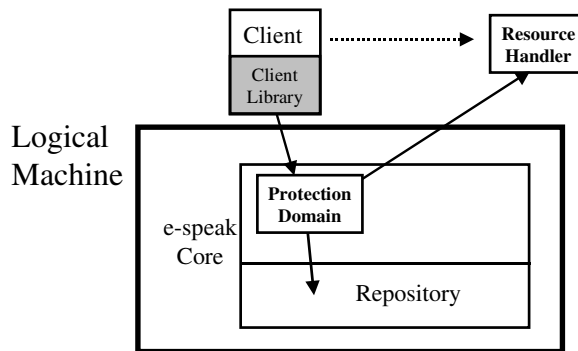 Client
Client
Library
Resource
Handler
Logical
Machine
Protection
Domain
e-speak
Core
Repository